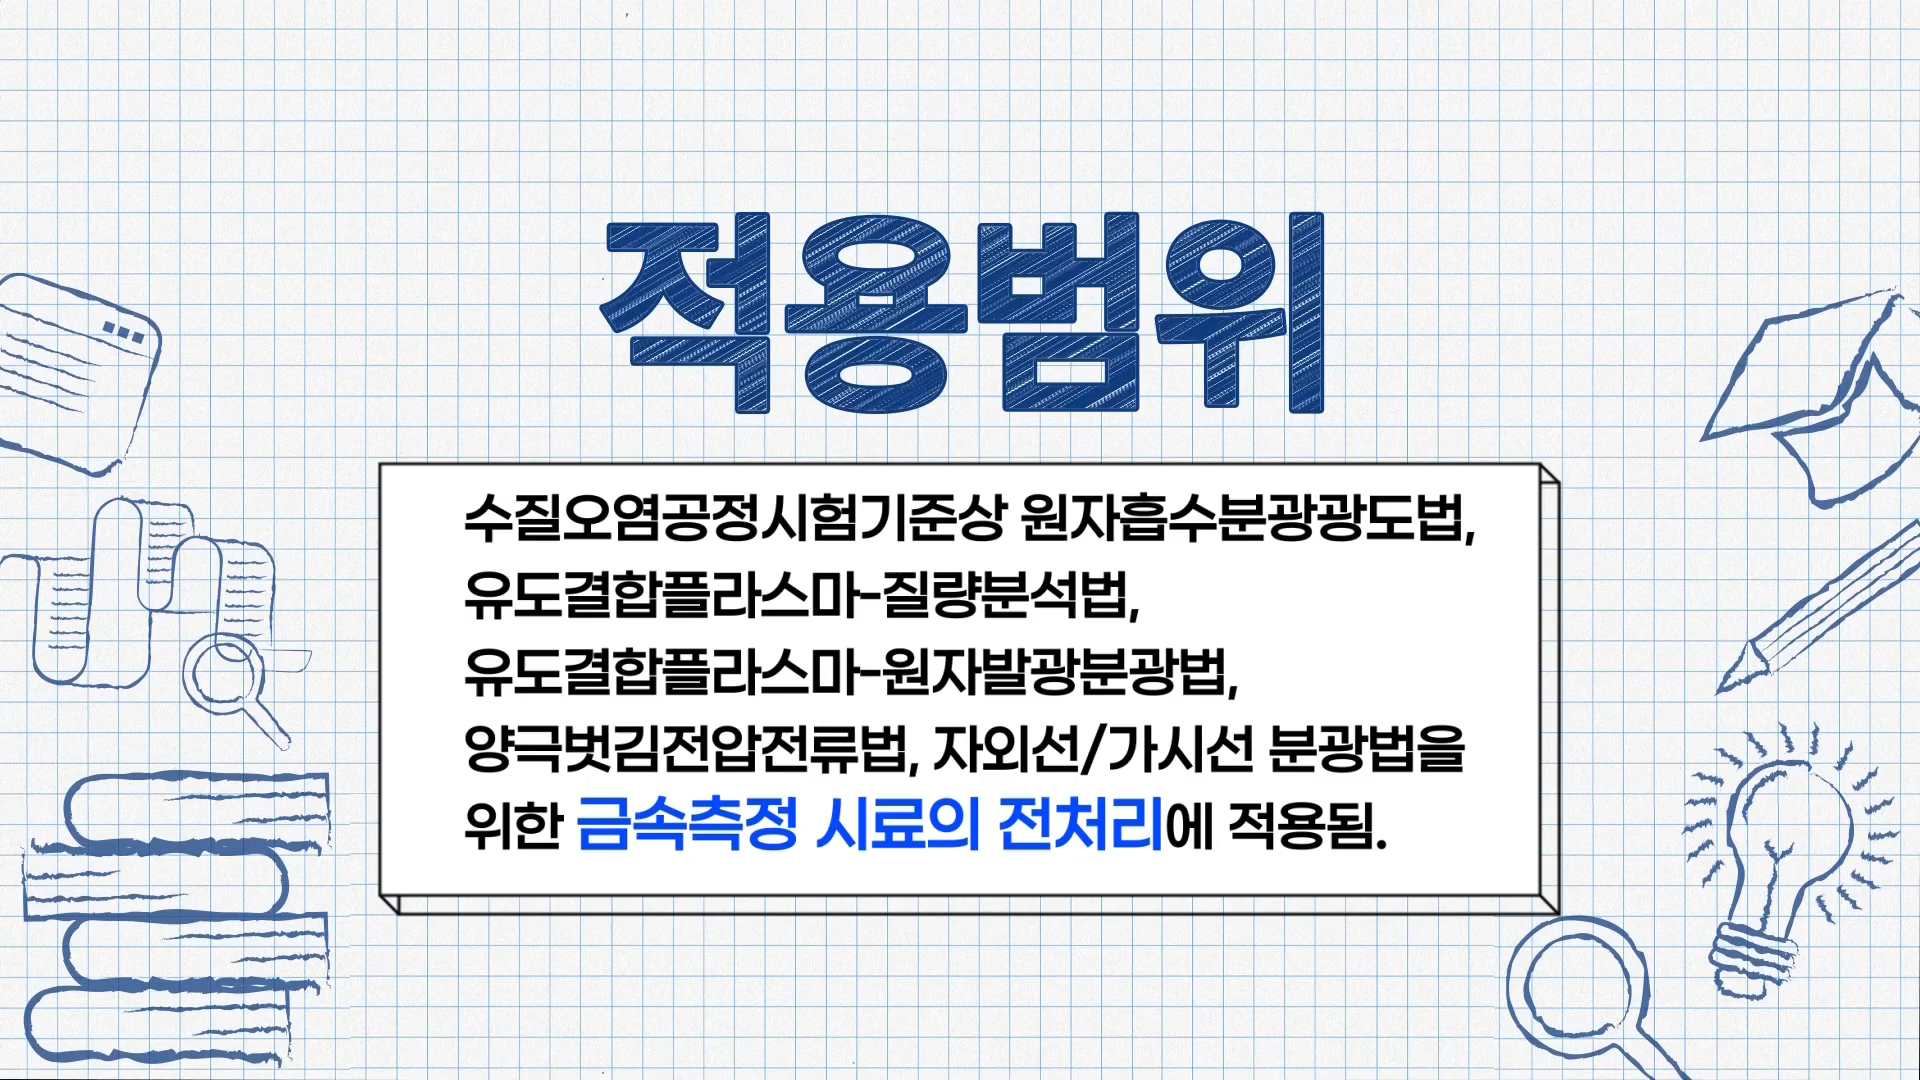 적용범위
수질오염공정시험기준상 원자흡수분광광도법,
유도결합플라스마-질량분석법,
유도결합플라스마-원자발광분광법,
양극벗김전압전류법, 자외선/가시선 분광법을
위한 금속측정 시료의 전처리에 적용됨.